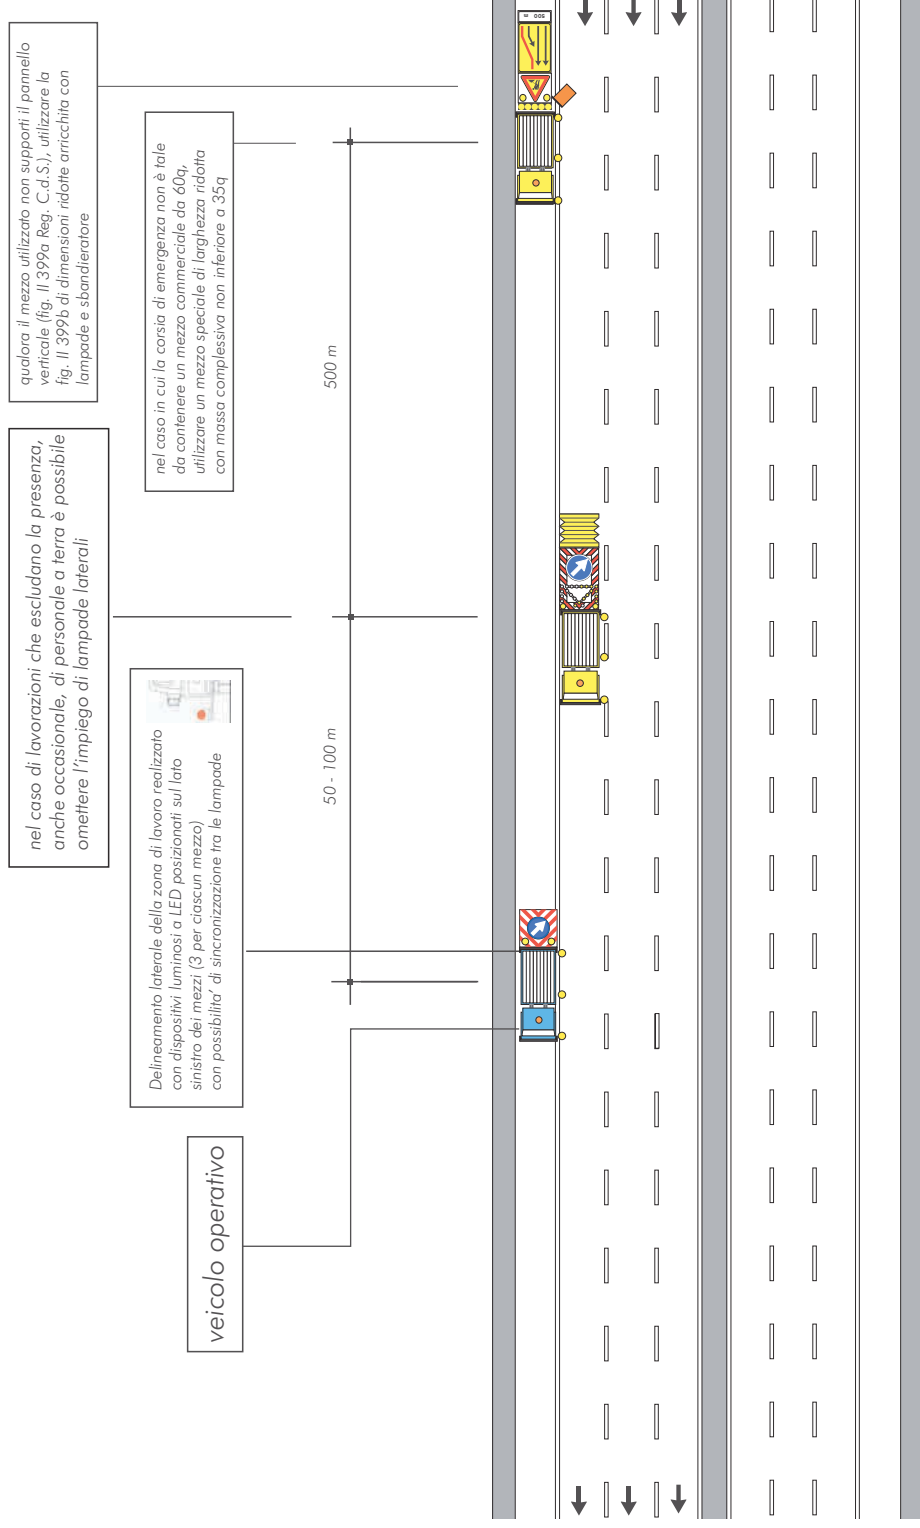 qualora il mezzo utilizzato non supporti il pannello
verticale (fig. II 399a Reg. C.d.S.), utilizzare la
fig. II 399b di dimensioni ridotte arricchita con
lampade e sbandieratore
nel caso in cui la corsia di emergenza non è tale
da contenere un mezzo commerciale da 60q,
utilizzare un mezzo speciale di larghezza ridotta
con massa complessiva non inferiore a 35q
nel caso di lavorazioni che escludano la presenza,
anche occasionale, di personale a terra è possibile
omettere l'impiego di lampade laterali
Delineamento laterale della zona di lavoro realizzato
con dispositivi luminosi a LED posizionati sul lato
sinistro dei mezzi (3 per ciascun mezzo)
con possibilita' di sincronizzazione tra le lampade
veicolo operativo
500 m
50 - 100 m
500 m